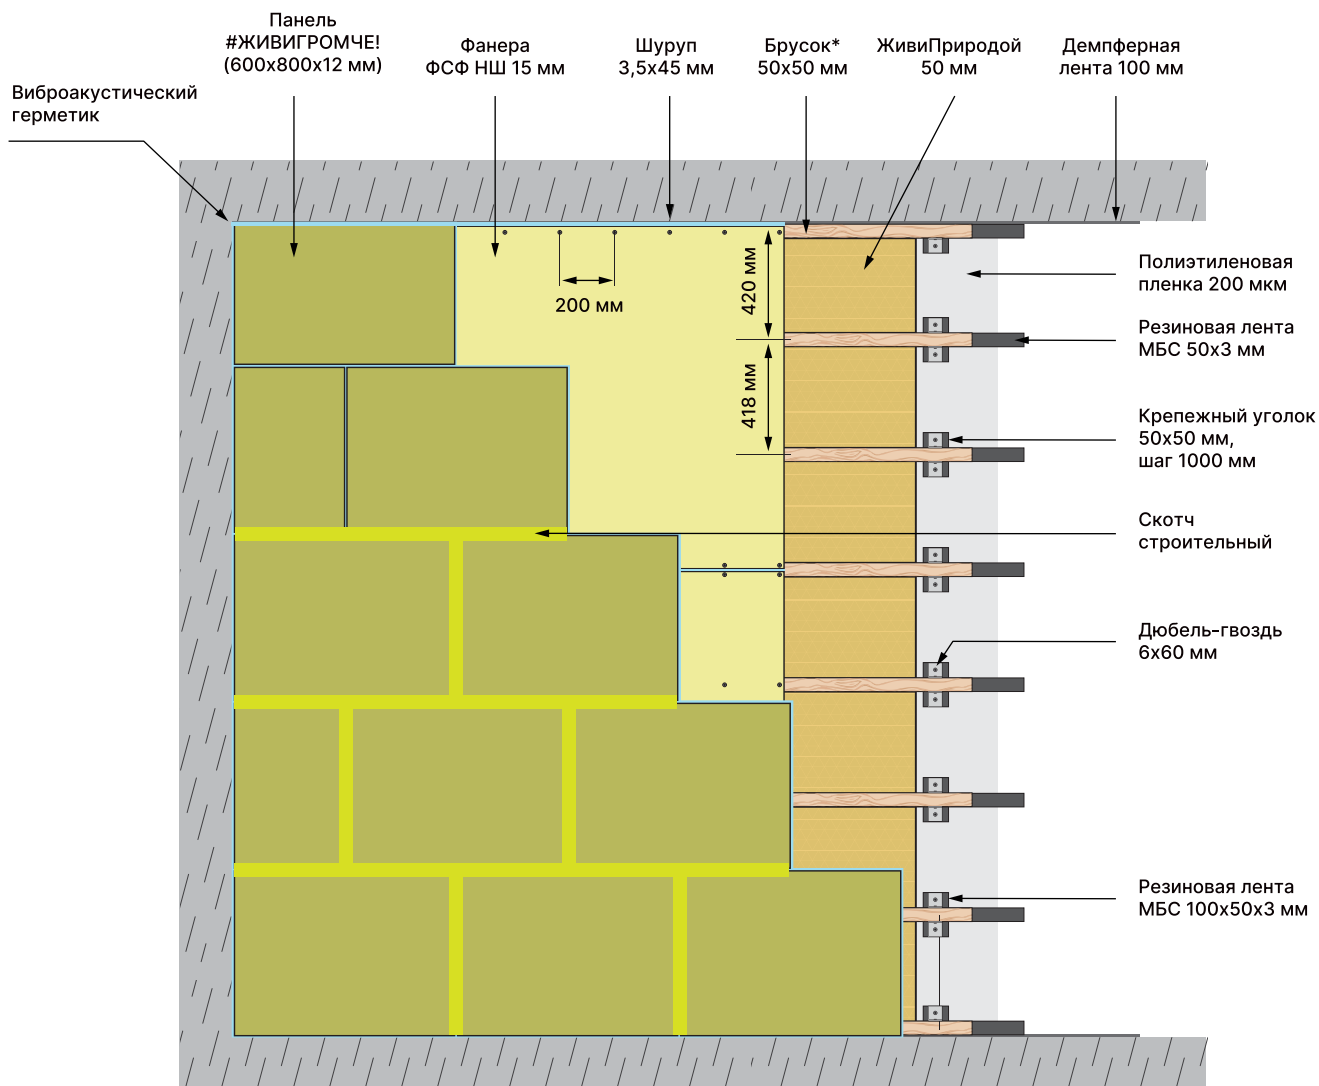 Панель
#ЖИВИГРОМЧЕ!
(600x800x12 мм)
Фанера
ФСФ НШ 15 мм
Шуруп
3,5x45 мм
Брусок*
50x50 мм
ЖивиПриродой
50 мм
Демпферная
лента 100 мм
Виброакустический
герметик
200 мм
420 мм
418 мм
Полиэтиленовая
пленка 200 мкм
Резиновая лента
МБС 50x3 мм
Крепежный уголок
50x50 мм,
шаг 1000 мм
Скотч
строительный
Дюбель-гвоздь
6x60 мм
Резиновая лента
МБС 100x50x3 мм